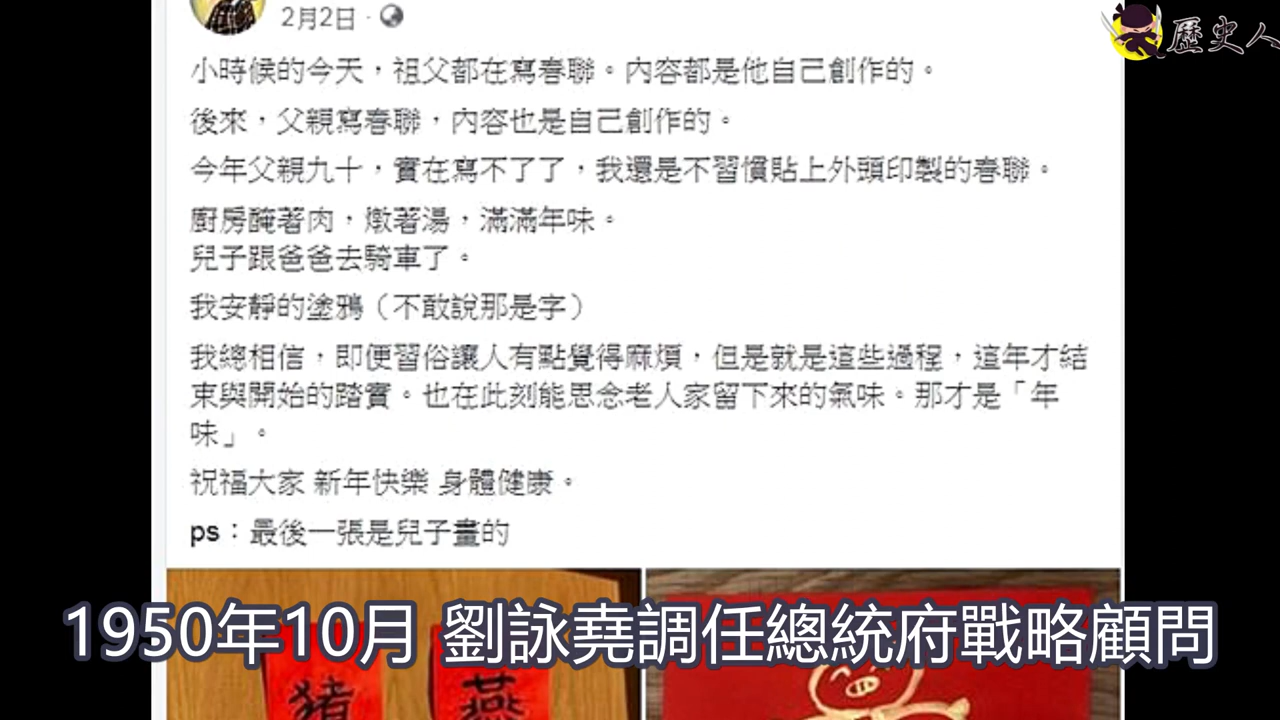 2月2日
歷史人
小時候的今天，祖父都在寫春聯。內容都是他自己創作的。
後來，父親寫春聯，內容也是自己創作的。
今年父親九十，實在寫不了了，我還是不習慣貼上外頭印製的春聯。
廚房醃著肉，燉著湯，滿滿年味。
兒子跟爸爸去騎車了。
我安靜的塗鴉（不敢說那是字）
我總相信，即便習俗讓人有點覺得麻煩，但是就是這些過程，這年才結
束與開始的踏實。也在此刻能思念老人家留下來的氣味。那才是「年
味」。
祝福大家 新年快樂 身體健康。
ps：最後一張是兒子畫的
1950年10月 劉詠堯調任總統府戰略顧問
豬
燕